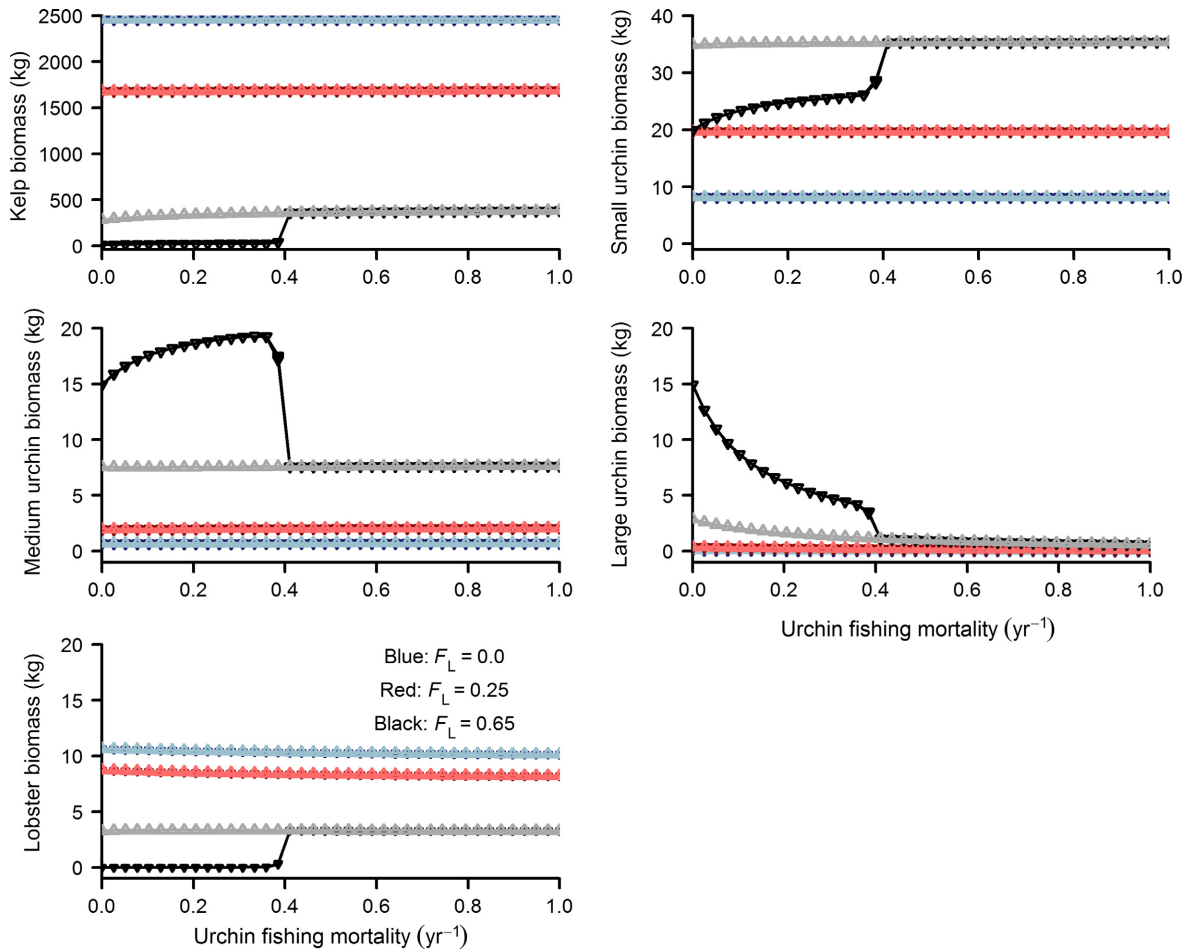 Kelp biomass (kg)
2500
2000
1500
1000
500
0
0.0 0.2 0.4 0.6 0.8 1.0
Small urchin biomass (kg)
40
30
20
10
0
0.0 0.2 0.4 0.6 0.8 1.0
Medium urchin biomass (kg)
20
15
10
5
0
0.0 0.2 0.4 0.6 0.8 1.0
Large urchin biomass (kg)
20
15
10
5
0
0.0 0.2 0.4 0.6 0.8 1.0
Urchin fishing mortality (yr⁻¹)
Lobster biomass (kg)
20
15
10
5
0
Blue: F_L = 0.0
Red: F_L = 0.25
Black: F_L = 0.65
0.0 0.2 0.4 0.6 0.8 1.0
Urchin fishing mortality (yr⁻¹)